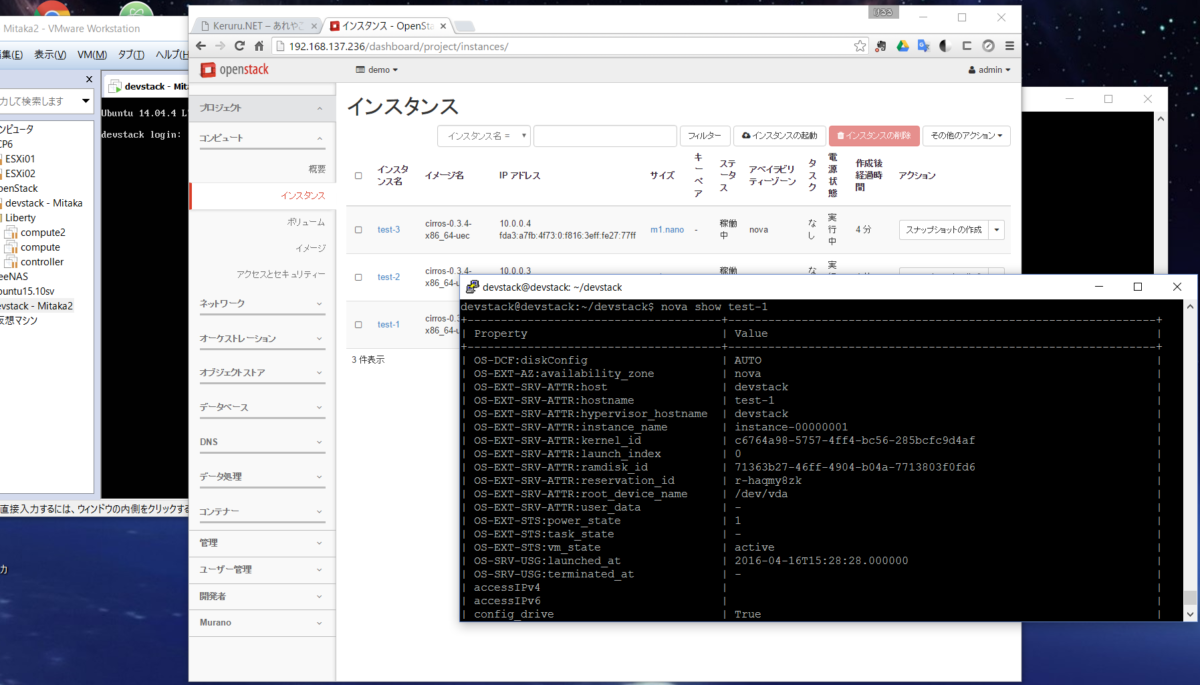 Mitaka2 - VMware Workstation
集(E) 表示(V) VM(M) タブ(T) ヘルプ(H
力して検索します
ンピュータ
ESXi01
ESXi02
penStack
devstack - Mitaka
Liberty
compute2
compute
controller
eeNAS
buntu15.10sv
evstack - Mitaka2
仮想マシン
直接入力するには、ウィンドウの内側をクリックする
devstack - Mit
Ubuntu 14.04.4 L
devstack login:
Keruru.NET – あれやこ
インスタンス - OpenSta
けるる
192.168.137.236/dashboard/project/instances/
openstack
demo
admin
プロジェクト
コンピュート
概要
インスタンス
ボリューム
イメージ
アクセスとセキュリティー
ネットワーク
オーケストレーション
オブジェクトストア
データベース
DNS
データ処理
コンテナー
管理
ユーザー管理
開発者
Murano
インスタンス
インスタンス名 =
フィルター
インスタンスの起動
インスタンスの削除
その他のアクション
インスタンス名 イメージ名 IP アドレス サイズ キーペア ステータス アベイラビリティーゾーン タスク 電源状態 作成後経過時間 アクション
test-3 cirros-0.3.4-x86_64-uec 10.0.0.4 fda3:a7fb:4f73:0:f816:3eff:fe27:77ff m1.nano - 稼働中 nova なし 実行中 4 分 スナップショットの作成
test-2 cirros-0.3.4-x86_64-u 10.0.0.3 稼働 な 実
test-1 cirros-0.3 x86_64-u
3 件表示
devstack@devstack: ~/devstack
devstack@devstack:~/devstack$ nova show test-1
| Property | Value |
| OS-DCF:diskConfig | AUTO |
| OS-EXT-AZ:availability_zone | nova |
| OS-EXT-SRV-ATTR:host | devstack |
| OS-EXT-SRV-ATTR:hostname | test-1 |
| OS-EXT-SRV-ATTR:hypervisor_hostname | devstack |
| OS-EXT-SRV-ATTR:instance_name | instance-00000001 |
| OS-EXT-SRV-ATTR:kernel_id | c6764a98-5757-4ff4-bc56-285bcfc9d4af |
| OS-EXT-SRV-ATTR:launch_index | 0 |
| OS-EXT-SRV-ATTR:ramdisk_id | 71363b27-46ff-4904-b04a-7713803f0fd6 |
| OS-EXT-SRV-ATTR:reservation_id | r-haqmy8zk |
| OS-EXT-SRV-ATTR:root_device_name | /dev/vda |
| OS-EXT-SRV-ATTR:user_data | - |
| OS-EXT-STS:power_state | 1 |
| OS-EXT-STS:task_state | - |
| OS-EXT-STS:vm_state | active |
| OS-SRV-USG:launched_at | 2016-04-16T15:28:28.000000 |
| OS-SRV-USG:terminated_at | - |
| accessIPv4 | |
| accessIPv6 | |
| config_drive | True |